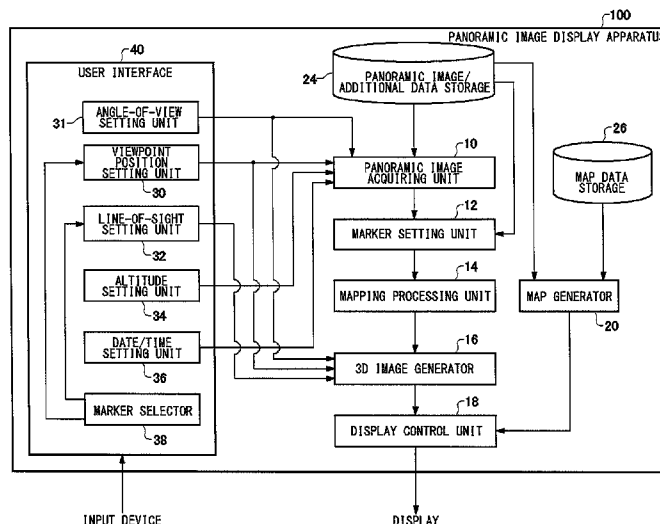 100
PANORAMIC IMAGE DISPLAY APPARATUS
40
USER INTERFACE
24
PANORAMIC IMAGE/
ADDITIONAL DATA STORAGE
31
ANGLE-OF-VIEW
SETTING UNIT
26
MAP DATA
STORAGE
VIEWPOINT
POSITION
SETTING UNIT
30
10
PANORAMIC IMAGE
ACQUIRING UNIT
LINE-OF-SIGHT
SETTING UNIT
32
12
MARKER SETTING UNIT
ALTITUDE
SETTING UNIT
34
14
MAPPING PROCESSING UNIT
MAP GENERATOR
20
DATE/TIME
SETTING UNIT
36
16
3D IMAGE GENERATOR
MARKER SELECTOR
38
18
DISPLAY CONTROL UNIT
INPUT DEVICE
DISPLAY